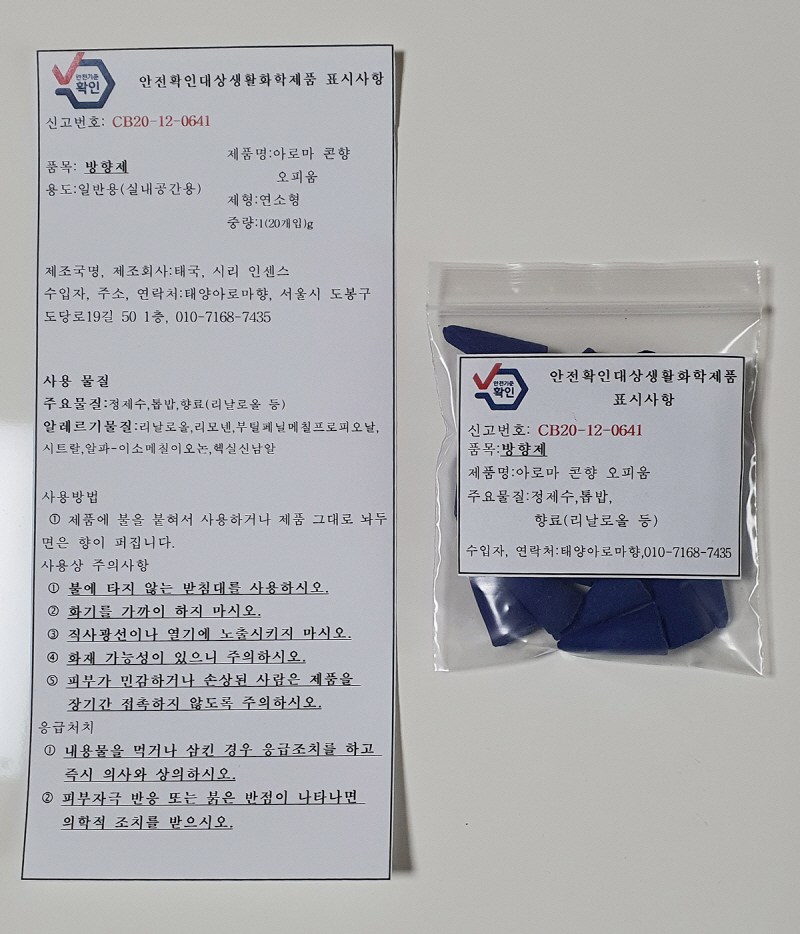 안전기준
확인
안전확인대상생활화학제품 표시사항
신고번호: CB20-12-0641
품목: 방향제
용도:일반용(실내공간용)
제품명:아로마 콘향
오피움
제형:연소형
중량:1(20개입)g
제조국명, 제조회사:태국, 시리 인센스
수입자, 주소, 연락처:태양아로마향, 서울시 도봉구
도당로19길 50 1층, 010-7168-7435
사용 물질
주요물질:정제수,톱밥,향료(리날로올 등)
알레르기물질:리날로올,리모넨,부틸페닐메칠프로피오날,
시트랄,알파-이소메칠이오논,헥실신남알
사용방법
① 제품에 불을 붙혀서 사용하거나 제품 그대로 놔두
면은 향이 퍼집니다.
사용상 주의사항
① 불에 타지 않는 받침대를 사용하시오.
② 화기를 가까이 하지 마시오.
③ 직사광선이나 열기에 노출시키지 마시오.
④ 화재 가능성이 있으니 주의하시오.
⑤ 피부가 민감하거나 손상된 사람은 제품을
장기간 접촉하지 않도록 주의하시오.
응급처치
① 내용물을 먹거나 삼킨 경우 응급조치를 하고
즉시 의사와 상의하시오.
② 피부자극 반응 또는 붉은 반점이 나타나면
의학적 조치를 받으시오.
안전기준
확인
안전확인대상생활화학제품
표시사항
신고번호: CB20-12-0641
품목:방향제
제품명:아로마 콘향 오피움
주요물질:정제수,톱밥,
향료(리날로올 등)
수입자, 연락처:태양아로마향,010-7168-7435